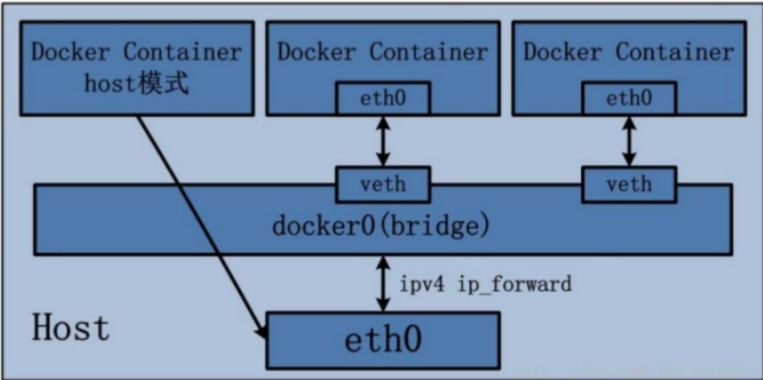 Docker Container
host模式
Docker Container
eth0
Docker Container
eth0
veth
veth
docker0(bridge)
ipv4 ip_forward
Host
eth0